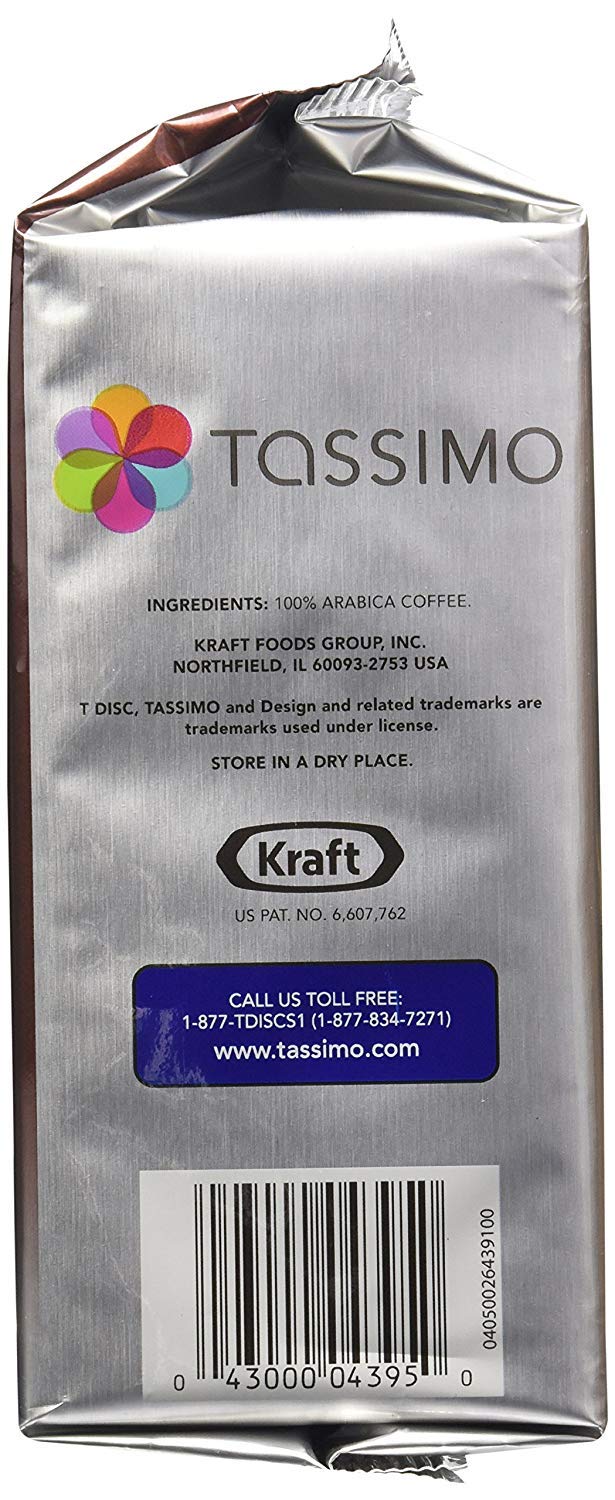 TASSIMO
INGREDIENTS: 100% ARABICA COFFEE.
KRAFT FOODS GROUP, INC.
NORTHFIELD, IL 60093-2753 USA
T DISC, TASSIMO and Design and related trademarks are
trademarks used under license.
STORE IN A DRY PLACE.
Kraft
US PAT. NO. 6,607,762
CALL US TOLL FREE:
1-877-TDISCS1 (1-877-834-7271)
www.tassimo.com
04050026439100
0 43000 04395 0